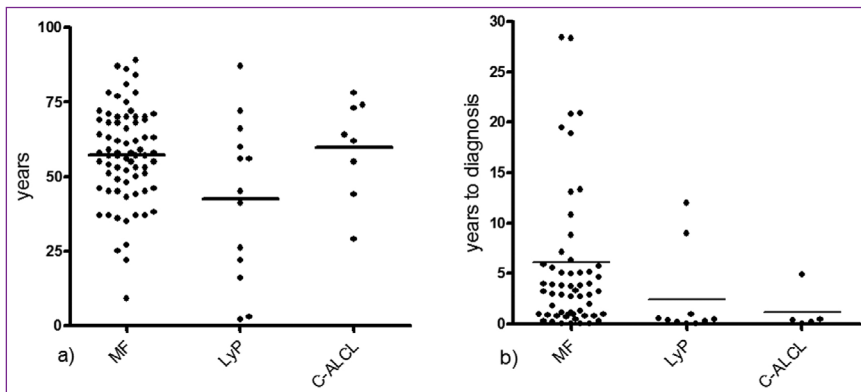 100
75
50
25
0
years
MF
LyP
C-ALCL
a)
30
25
20
15
10
5
0
years to diagnosis
MF
LyP
C-ALCL
b)